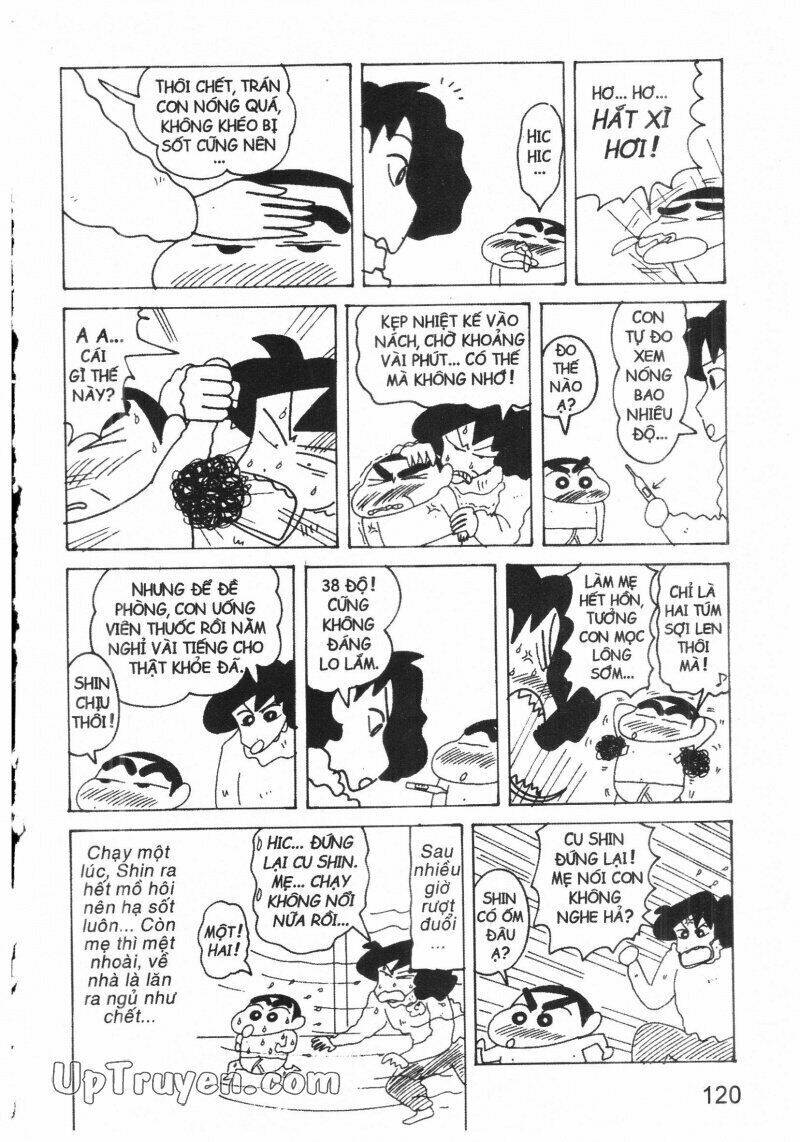 HƠ... HƠ...
HẮT XÌ
HƠI!
HIC
HIC
...
THÔI CHẾT, TRÁN
CON NÓNG QUÁ,
KHÔNG KHÉO BỊ
SỐT CŨNG NÊN
...
CON
TỰ ĐO
XEM
NÓNG
BAO
NHIÊU
ĐỘ...
ĐO
THẾ
NÀO
Ạ?
KẸP NHIỆT KẾ VÀO
NÁCH, CHỜ KHOẢNG
VÀI PHÚT... CÓ THẾ
MÀ KHÔNG NHỚ!
A A...
CÁI
GÌ THẾ
NÀY?
CHỈ LÀ
HAI TÚM
SỢI LEN
THÔI
MÀ!
LÀM MẸ
HẾT HỒN,
TƯỞNG
CON MỌC
LÔNG
SỚM...
38 ĐỘ!
CŨNG
KHÔNG
ĐÁNG
LO LẮM.
NHƯNG ĐỂ ĐỀ
PHÒNG, CON UỐNG
VIÊN THUỐC RỒI NẰM
NGHỈ VÀI TIẾNG CHO
THẬT KHỎE ĐÃ.
SHIN
CHỊU
THÔI!
CU SHIN
ĐỨNG LẠI!
MẸ NÓI CON
KHÔNG
NGHE HẢ?
SHIN
CÓ ỐM
ĐÂU
Ạ?
Sau
nhiều
giờ
rượt
đuổi
...
HIC... ĐỨNG
LẠI CU SHIN.
MẸ... CHẠY
KHÔNG NỔI
NỮA RỒI...
MỘT!
HAI!
Chạy một
lúc, Shin ra
hết mồ hôi
nên hạ sốt
luôn... Còn
mẹ thì mệt
nhoài, về
nhà là lăn
ra ngủ như
chết...
UpTruyen.com
120